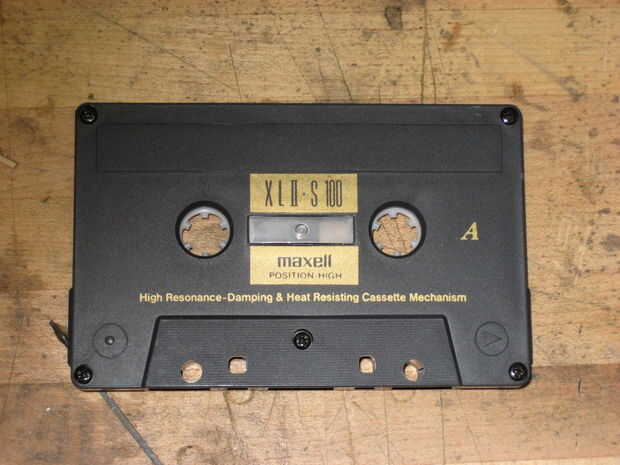 XLII·S 100
maxell
POSITION·HIGH
A
High Resonance-Damping & Heat Resisting Cassette Mechanism